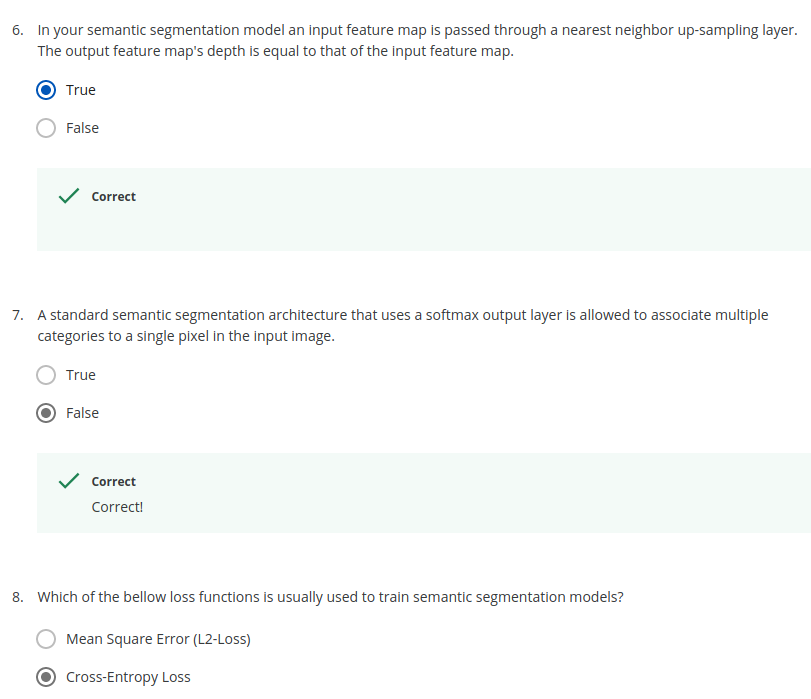 6. In your semantic segmentation model an input feature map is passed through a nearest neighbor up-sampling layer.
The output feature map's depth is equal to that of the input feature map.
True
False
Correct
7. A standard semantic segmentation architecture that uses a softmax output layer is allowed to associate multiple
categories to a single pixel in the input image.
True
False
Correct
Correct!
8. Which of the bellow loss functions is usually used to train semantic segmentation models?
Mean Square Error (L2-Loss)
Cross-Entropy Loss